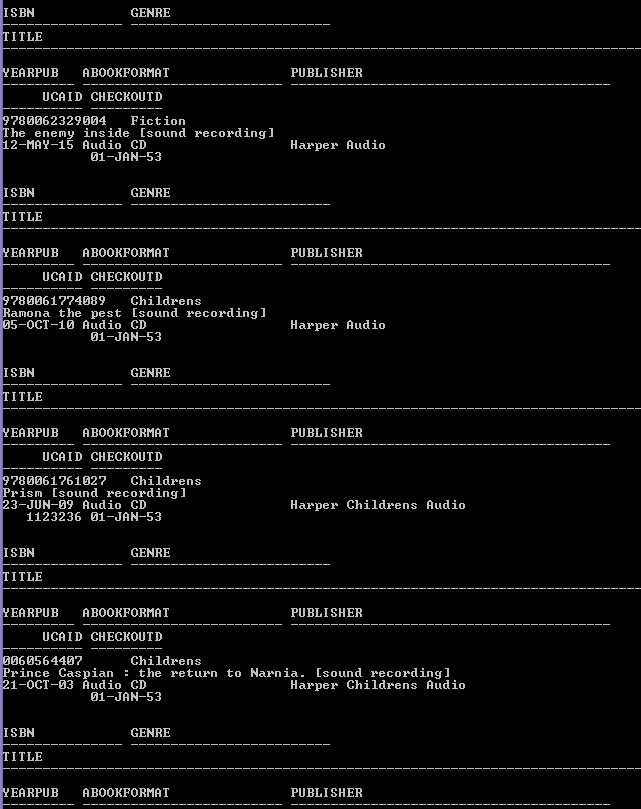 ISBN GENRE
TITLE
YEARPUB ABOOKFORMAT PUBLISHER
UCAID CHECKOUTD
9780062329004 Fiction
The enemy inside [sound recording]
12-MAY-15 Audio CD Harper Audio
01-JAN-53
ISBN GENRE
TITLE
YEARPUB ABOOKFORMAT PUBLISHER
UCAID CHECKOUTD
9780061774089 Childrens
Ramona the pest [sound recording]
05-OCT-10 Audio CD Harper Audio
01-JAN-53
ISBN GENRE
TITLE
YEARPUB ABOOKFORMAT PUBLISHER
UCAID CHECKOUTD
9780061761027 Childrens
Prism [sound recording]
23-JUN-09 Audio CD Harper Childrens Audio
1123236 01-JAN-53
ISBN GENRE
TITLE
YEARPUB ABOOKFORMAT PUBLISHER
UCAID CHECKOUTD
0060564407 Childrens
Prince Caspian : the return to Narnia. [sound recording]
21-OCT-03 Audio CD Harper Childrens Audio
01-JAN-53
ISBN GENRE
TITLE
YEARPUB ABOOKFORMAT PUBLISHER